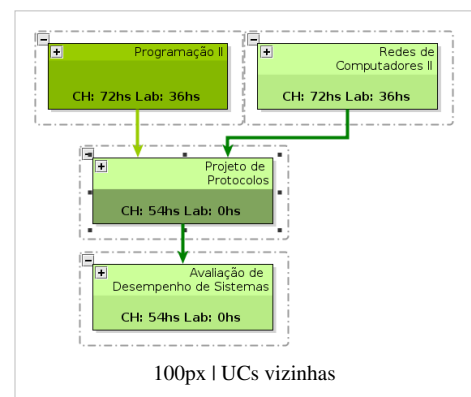 Programação II
CH: 72hs Lab: 36hs
Redes de
Computadores II
CH: 72hs Lab: 36hs
Projeto de
Protocolos
CH: 54hs Lab: 0hs
Avaliação de
Desempenho de Sistemas
CH: 54hs Lab: 0hs
100px | UCs vizinhas